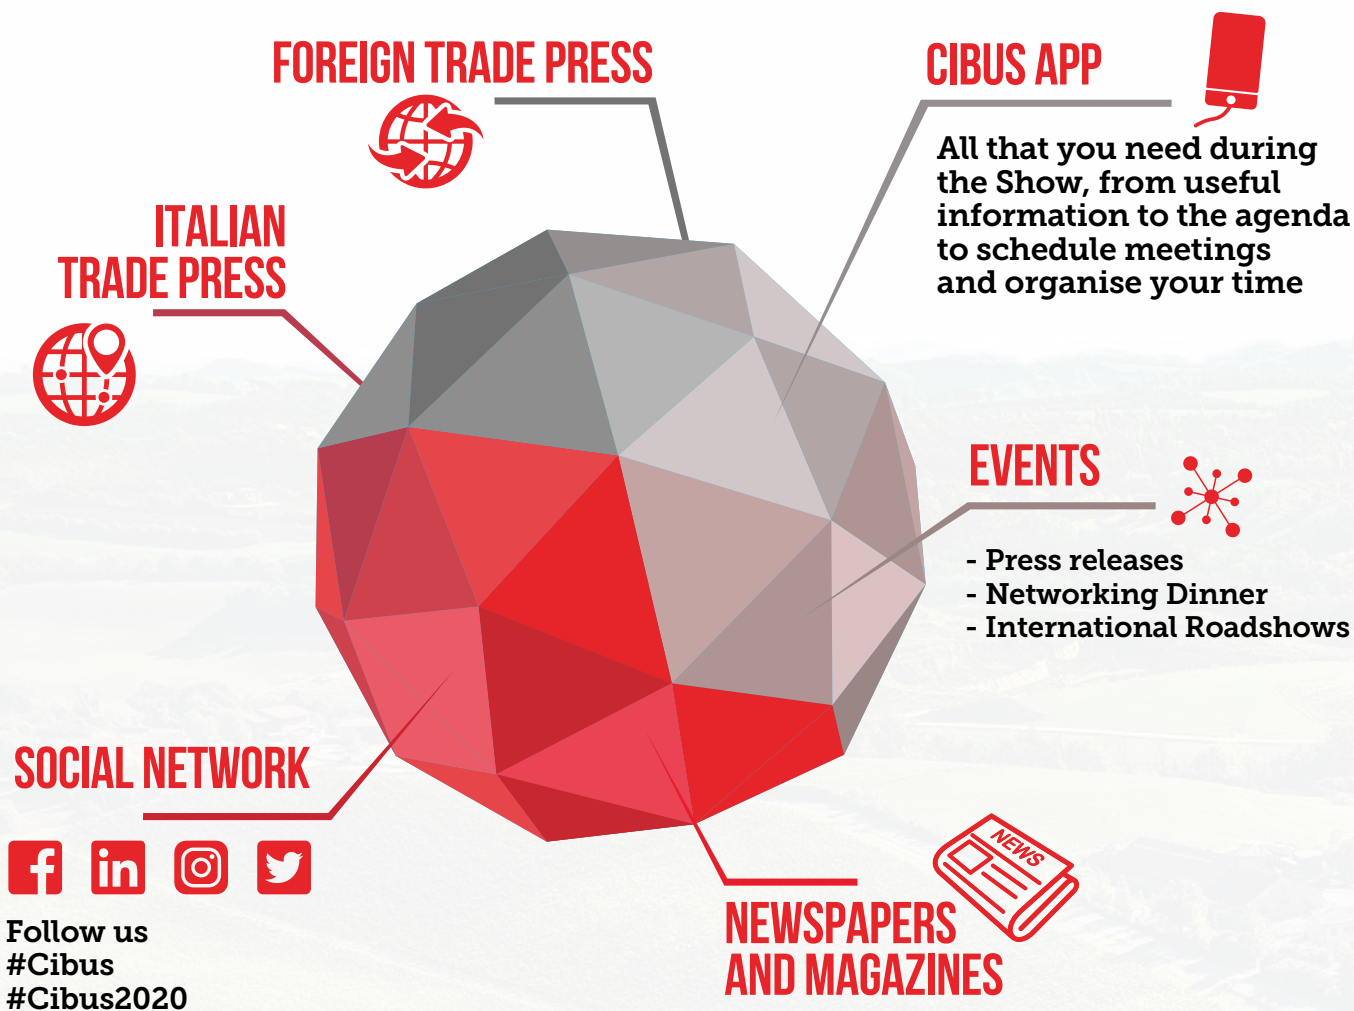 FOREIGN TRADE PRESS
CIBUS APP
All that you need during
the Show, from useful
information to the agenda
to schedule meetings
and organise your time
ITALIAN
TRADE PRESS
EVENTS
- Press releases
- Networking Dinner
- International Roadshows
SOCIAL NETWORK
f in
Follow us
#Cibus
#Cibus2020
NEWS
NEWSPAPERS
AND MAGAZINES